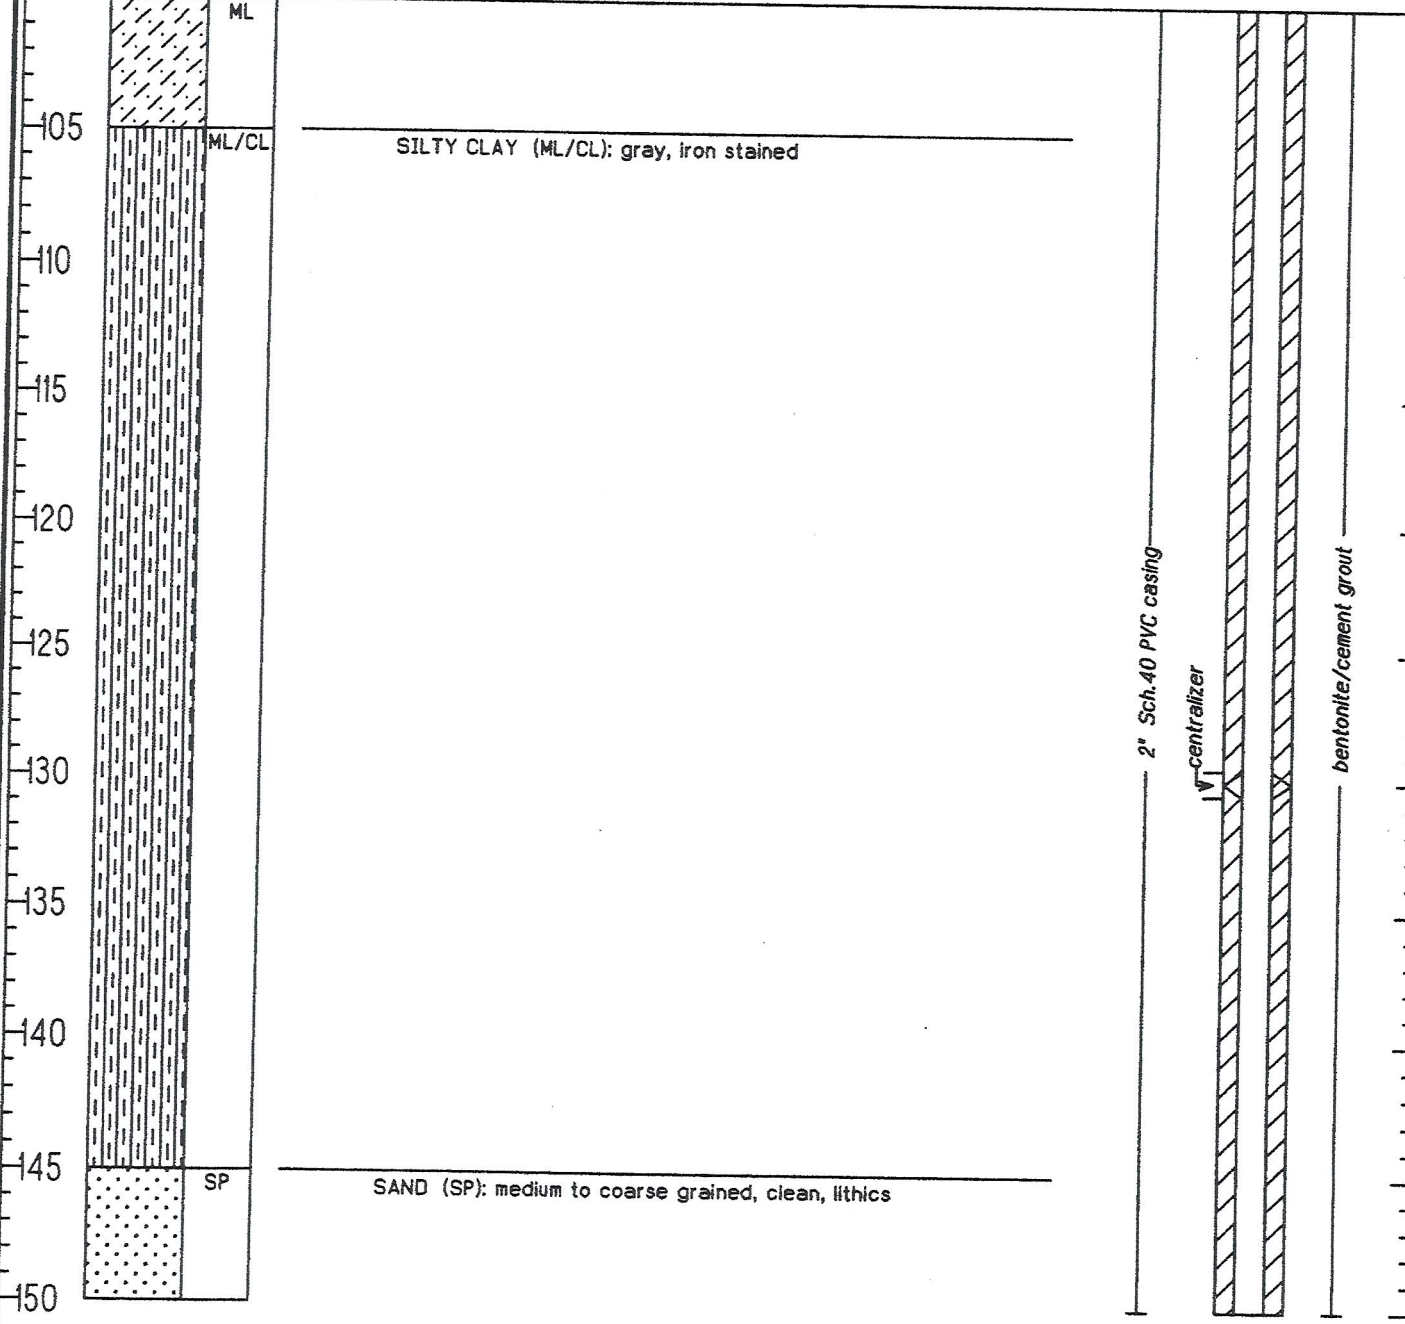 ML
105
ML/CL
SILTY CLAY (ML/CL): gray, iron stained
110
115
120
125
130
135
140
145
SP
SAND (SP): medium to coarse grained, clean, lithics
150
2" Sch.40 PVC casing
centralizer
bentonite/cement grout